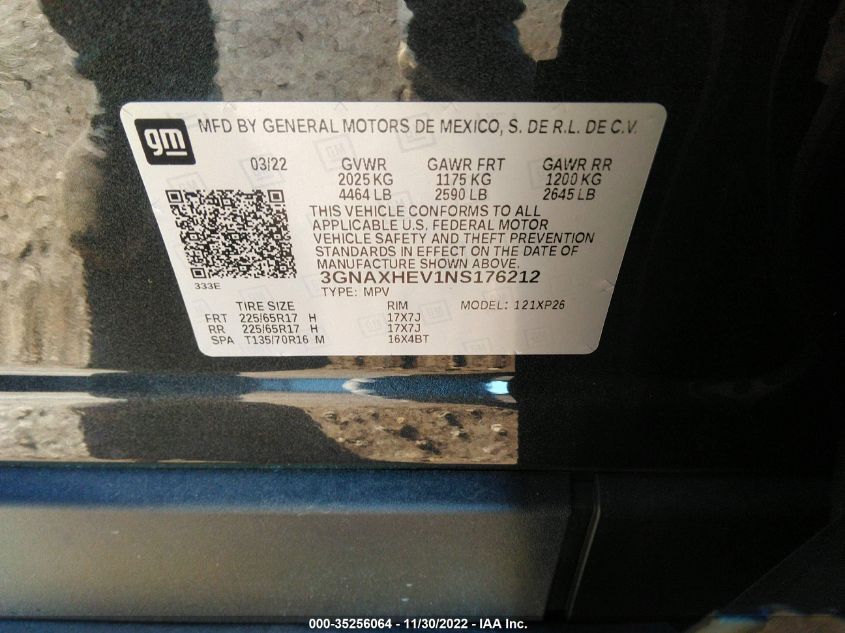 gm MFD BY GENERAL MOTORS DE MEXICO, S. DE R.L. DE C.V.
03/22 GVWR GAWR FRT GAWR RR
2025 KG 1175 KG 1200 KG
4464 LB 2590 LB 2645 LB
THIS VEHICLE CONFORMS TO ALL
APPLICABLE U.S. FEDERAL MOTOR
VEHICLE SAFETY AND THEFT PREVENTION
STANDARDS IN EFFECT ON THE DATE OF
MANUFACTURE SHOWN ABOVE.
333E 3GNAXHEV1NS176212
TYPE: MPV
TIRE SIZE RIM MODEL: 121XP26
FRT 225/65R17 H 17X7J
RR 225/65R17 H 17X7J
SPA T135/70R16 M 16X4BT
000-35256064 - 11/30/2022 - IAA Inc.